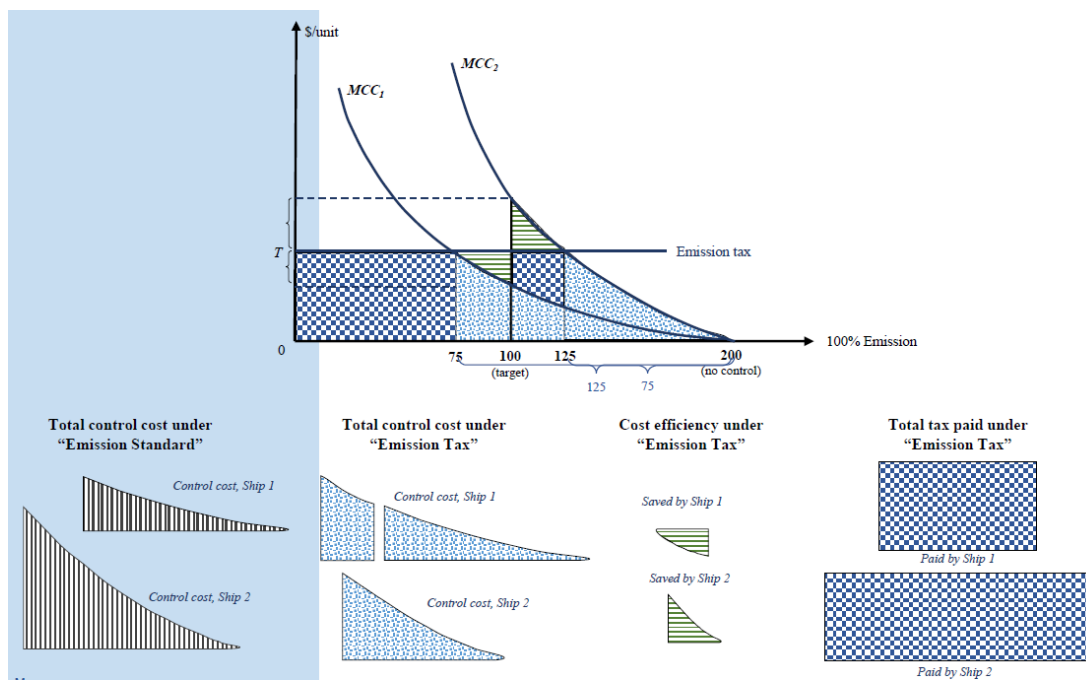 $/unit
MCC2
MCC1
T
Emission tax
0
75
100
125
200
100% Emission
(target)
(no control)
125
75
Total control cost under
“Emission Standard”
Total control cost under
“Emission Tax”
Cost efficiency under
“Emission Tax”
Total tax paid under
“Emission Tax”
Control cost, Ship 1
Control cost, Ship 2
Control cost, Ship 1
Control cost, Ship 2
Saved by Ship 1
Saved by Ship 2
Paid by Ship 1
Paid by Ship 2